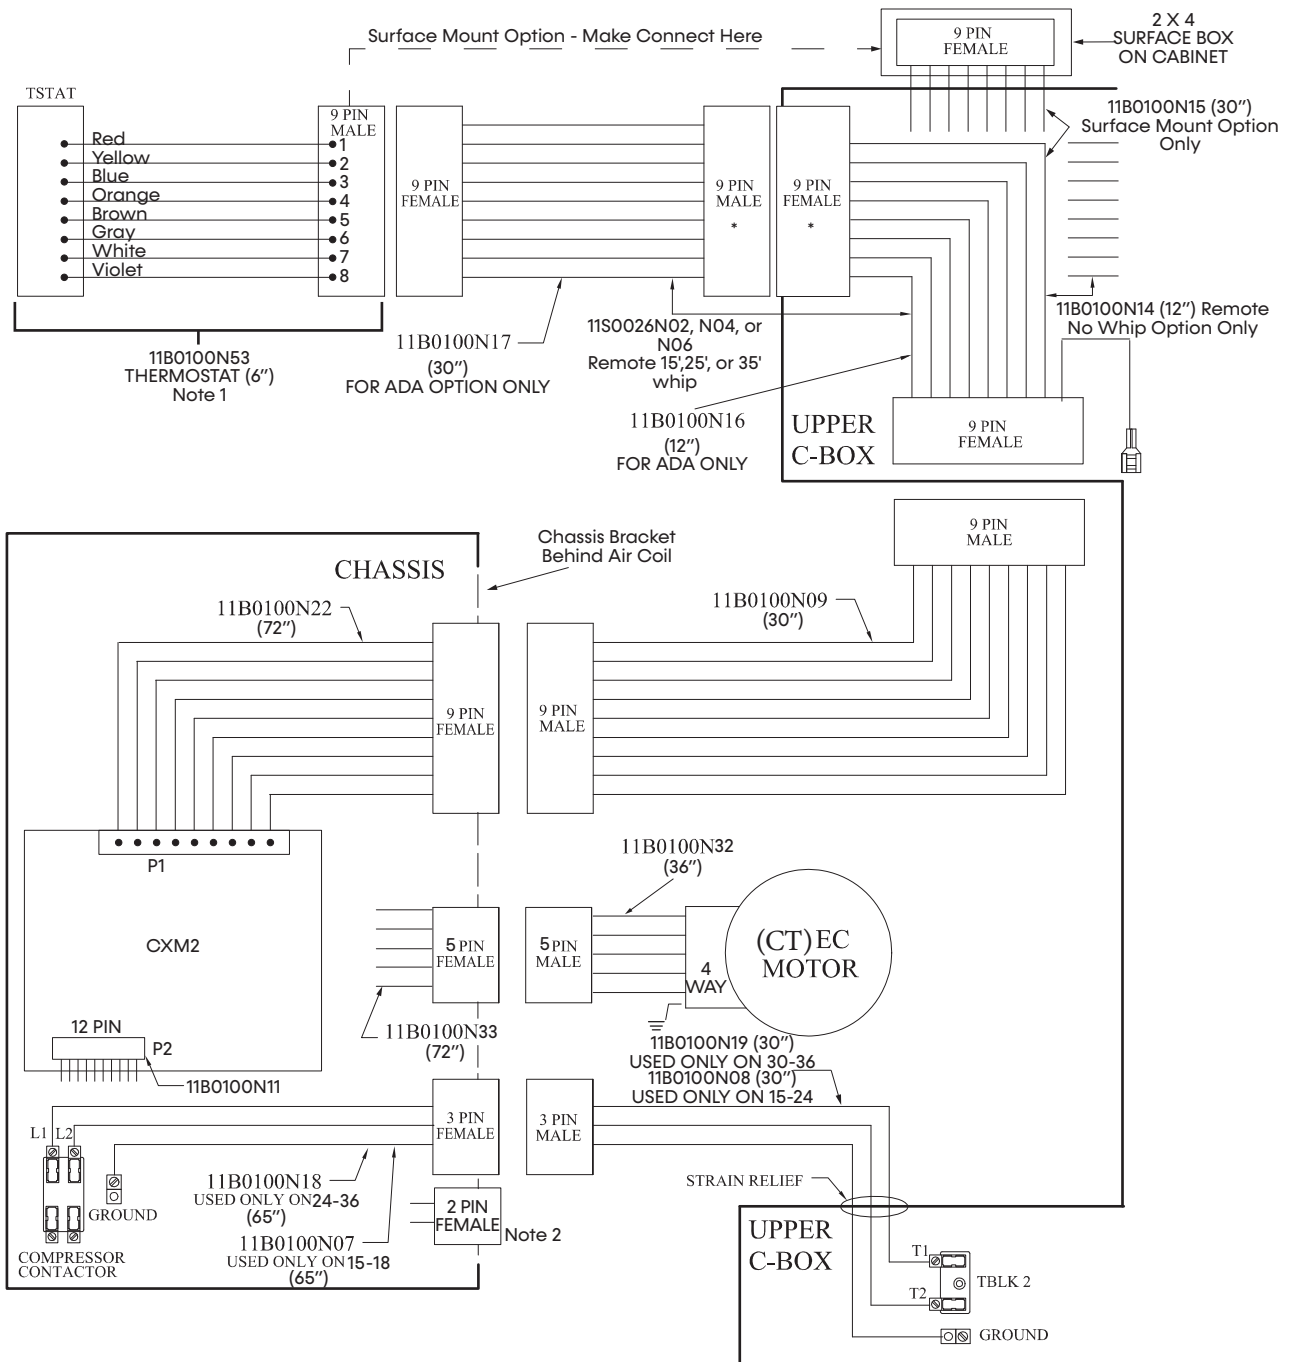 Surface Mount Option - Make Connect Here
9 PIN
FEMALE
2 X 4
SURFACE BOX
ON CABINET
TSTAT
Red
Yellow
Blue
Orange
Brown
Gray
White
Violet
9 PIN
MALE
1
2
3
4
5
6
7
8
9 PIN
FEMALE
9 PIN
MALE
*
9 PIN
FEMALE
*
11B0100N15 (30”)
Surface Mount Option
Only
11B0100N53
THERMOSTAT (6”)
Note 1
11B0100N17
(30”)
FOR ADA OPTION ONLY
11S0026N02, N04, or
N06
Remote 15',25', or 35'
whip
11B0100N14 (12”) Remote
No Whip Option Only
11B0100N16
(12”)
FOR ADA ONLY
UPPER
C-BOX
9 PIN
FEMALE
9 PIN
MALE
Chassis Bracket
Behind Air Coil
CHASSIS
11B0100N22
(72”)
11B0100N09
(30”)
9 PIN
FEMALE
9 PIN
MALE
P1
CXM2
12 PIN
P2
11B0100N11
11B0100N32
(36”)
5 PIN
FEMALE
5 PIN
MALE
4
WAY
(CT) EC
MOTOR
11B0100N33
(72”)
11B0100N19 (30”)
USED ONLY ON 30-36
11B0100N08 (30”)
USED ONLY ON 15-24
3 PIN
FEMALE
3 PIN
MALE
L1
L2
GROUND
COMPRESSOR
CONTACTOR
11B0100N18
USED ONLY ON 24-36
(65”)
11B0100N07
USED ONLY ON 15-18
(65”)
2 PIN
FEMALE
Note 2
STRAIN RELIEF
UPPER
C-BOX
T1
T2
TBLK 2
GROUND